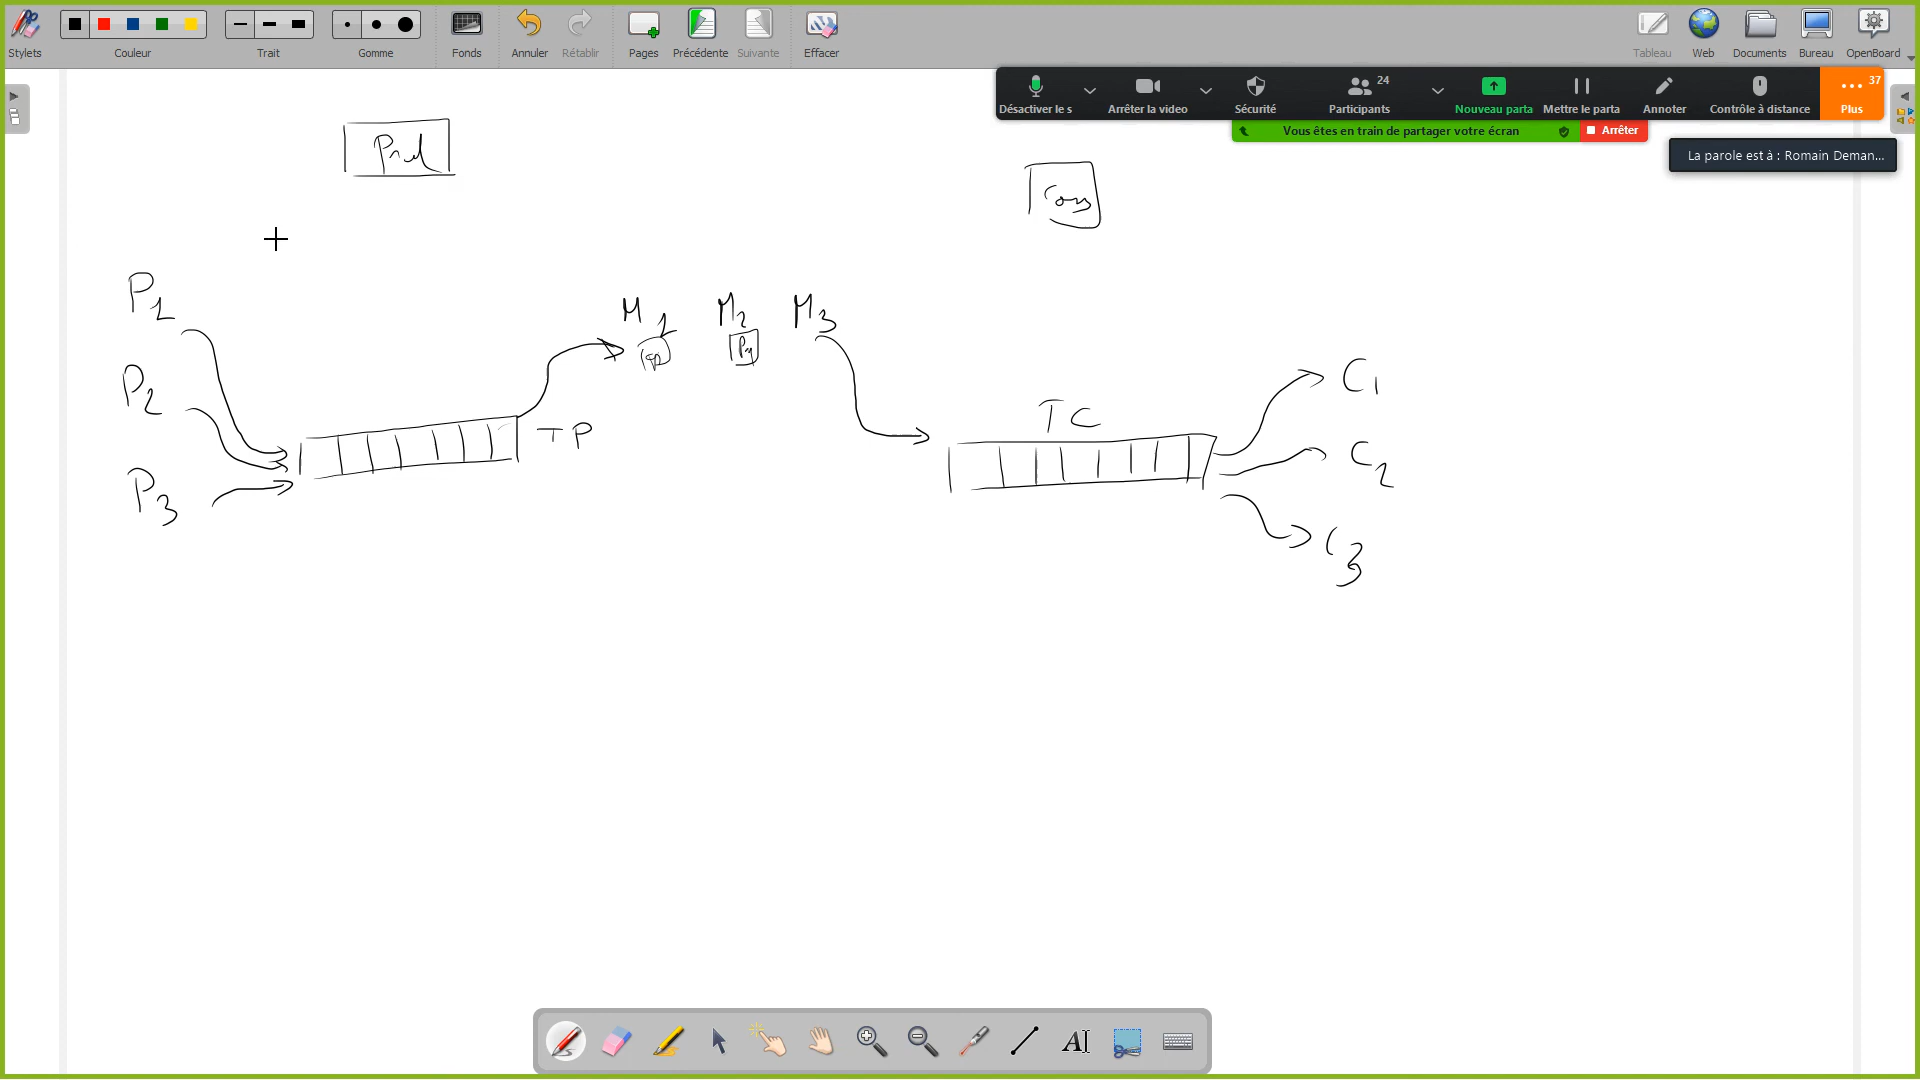 Stylets
Couleur
Trait
Gomme
Fonds
Annuler
Rétablir
Pages
Précédente
Suivante
Effacer
Tableau
Web
Documents
Bureau
OpenBoard
Désactiver le s
Arrêter la video
Sécurité
Participants
24
Nouveau parta
Mettre le parta
Annoter
Contrôle à distance
37
Plus
Vous êtes en train de partager votre écran
Arrêter
La parole est à : Romain Deman...
Prod
Cons
P1
P2
P3
M1 M2 M3
TP
TC
C1
C2
C3
AI